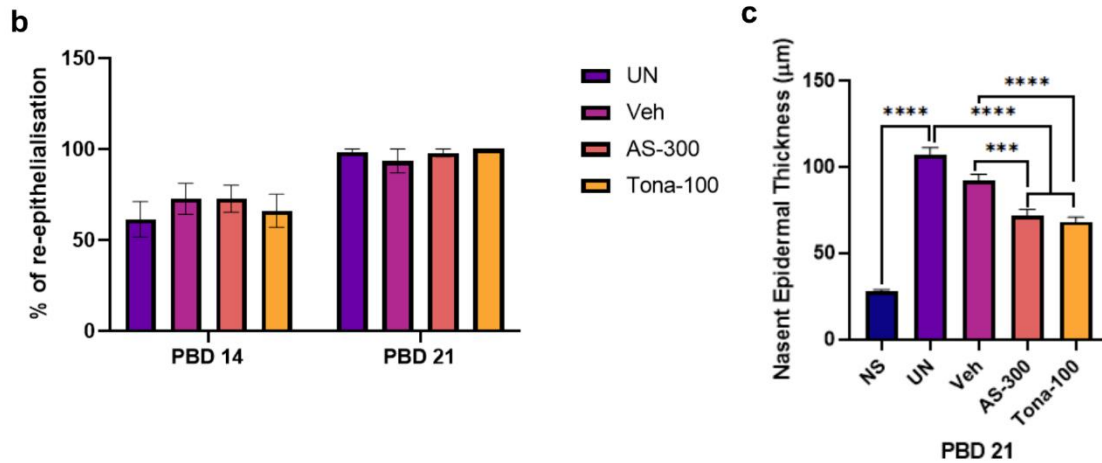 b
% of re-epithelialisation
150
100
50
0
PBD 14
PBD 21
UN
Veh
AS-300
Tona-100
c
Nasent Epidermal Thickness (μm)
150
100
50
0
****
****
****
***
NS
UN
Veh
AS-300
Tona-100
PBD 21